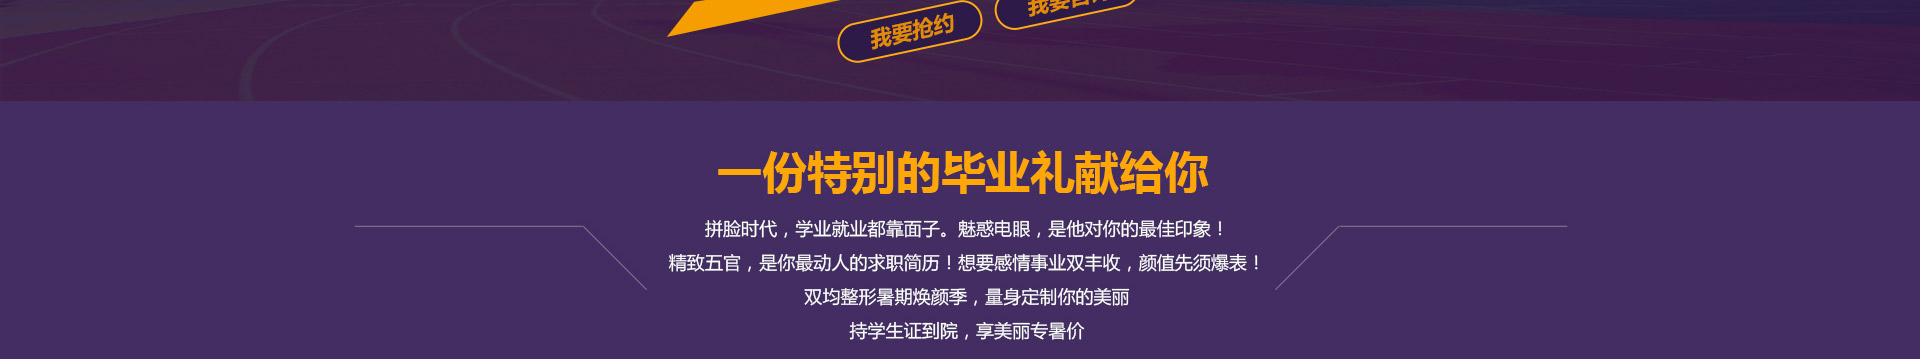 我要抢约
我要
一份特别的毕业礼献给你
拼脸时代，学业就业都靠面子。魅惑电眼，是他对你的最佳印象！
精致五官，是你最动人的求职简历！想要感情事业双丰收，颜值先须爆表！
双均整形暑期焕颜季，量身定制你的美丽
持学生证到院，享美丽专暑价